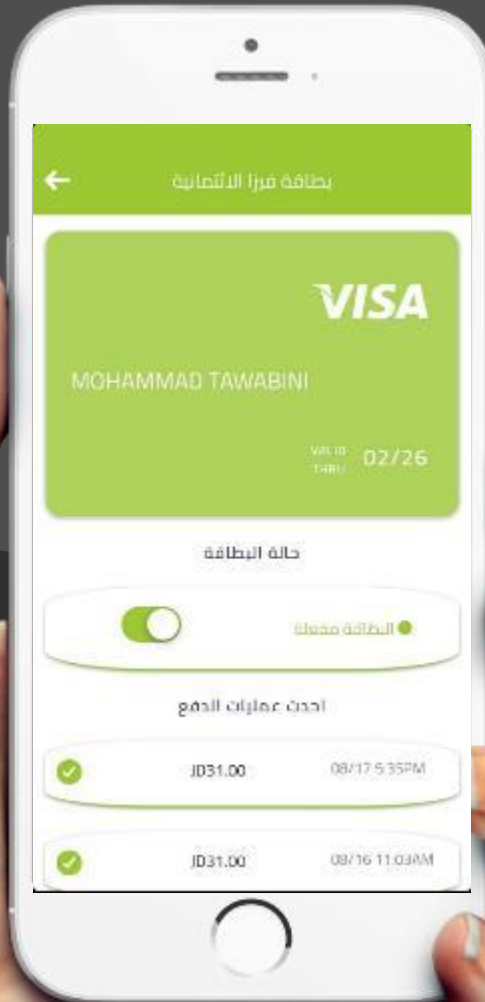 بطاقة فيزا الائتمانية
VISA
MOHAMMAD TAWABINI
VALID THRU 02/26
حالة البطاقة
البطاقة مفعلة
احدث عمليات الدفع
08/17 5:35PM JD31.00
08/16 11:03AM JD31.00